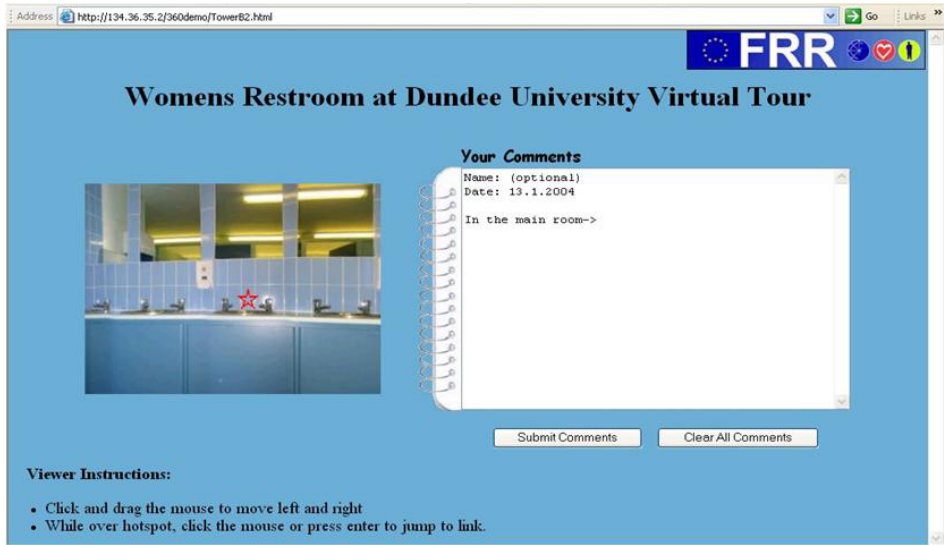 Address http://134.36.35.2/360demo/TowerB2.html Go Links »
FRR
Womens Restroom at Dundee University Virtual Tour
Your Comments
Name: (optional)
Date: 13.1.2004
In the main room->
Submit Comments Clear All Comments
Viewer Instructions:
• Click and drag the mouse to move left and right
• While over hotspot, click the mouse or press enter to jump to link.